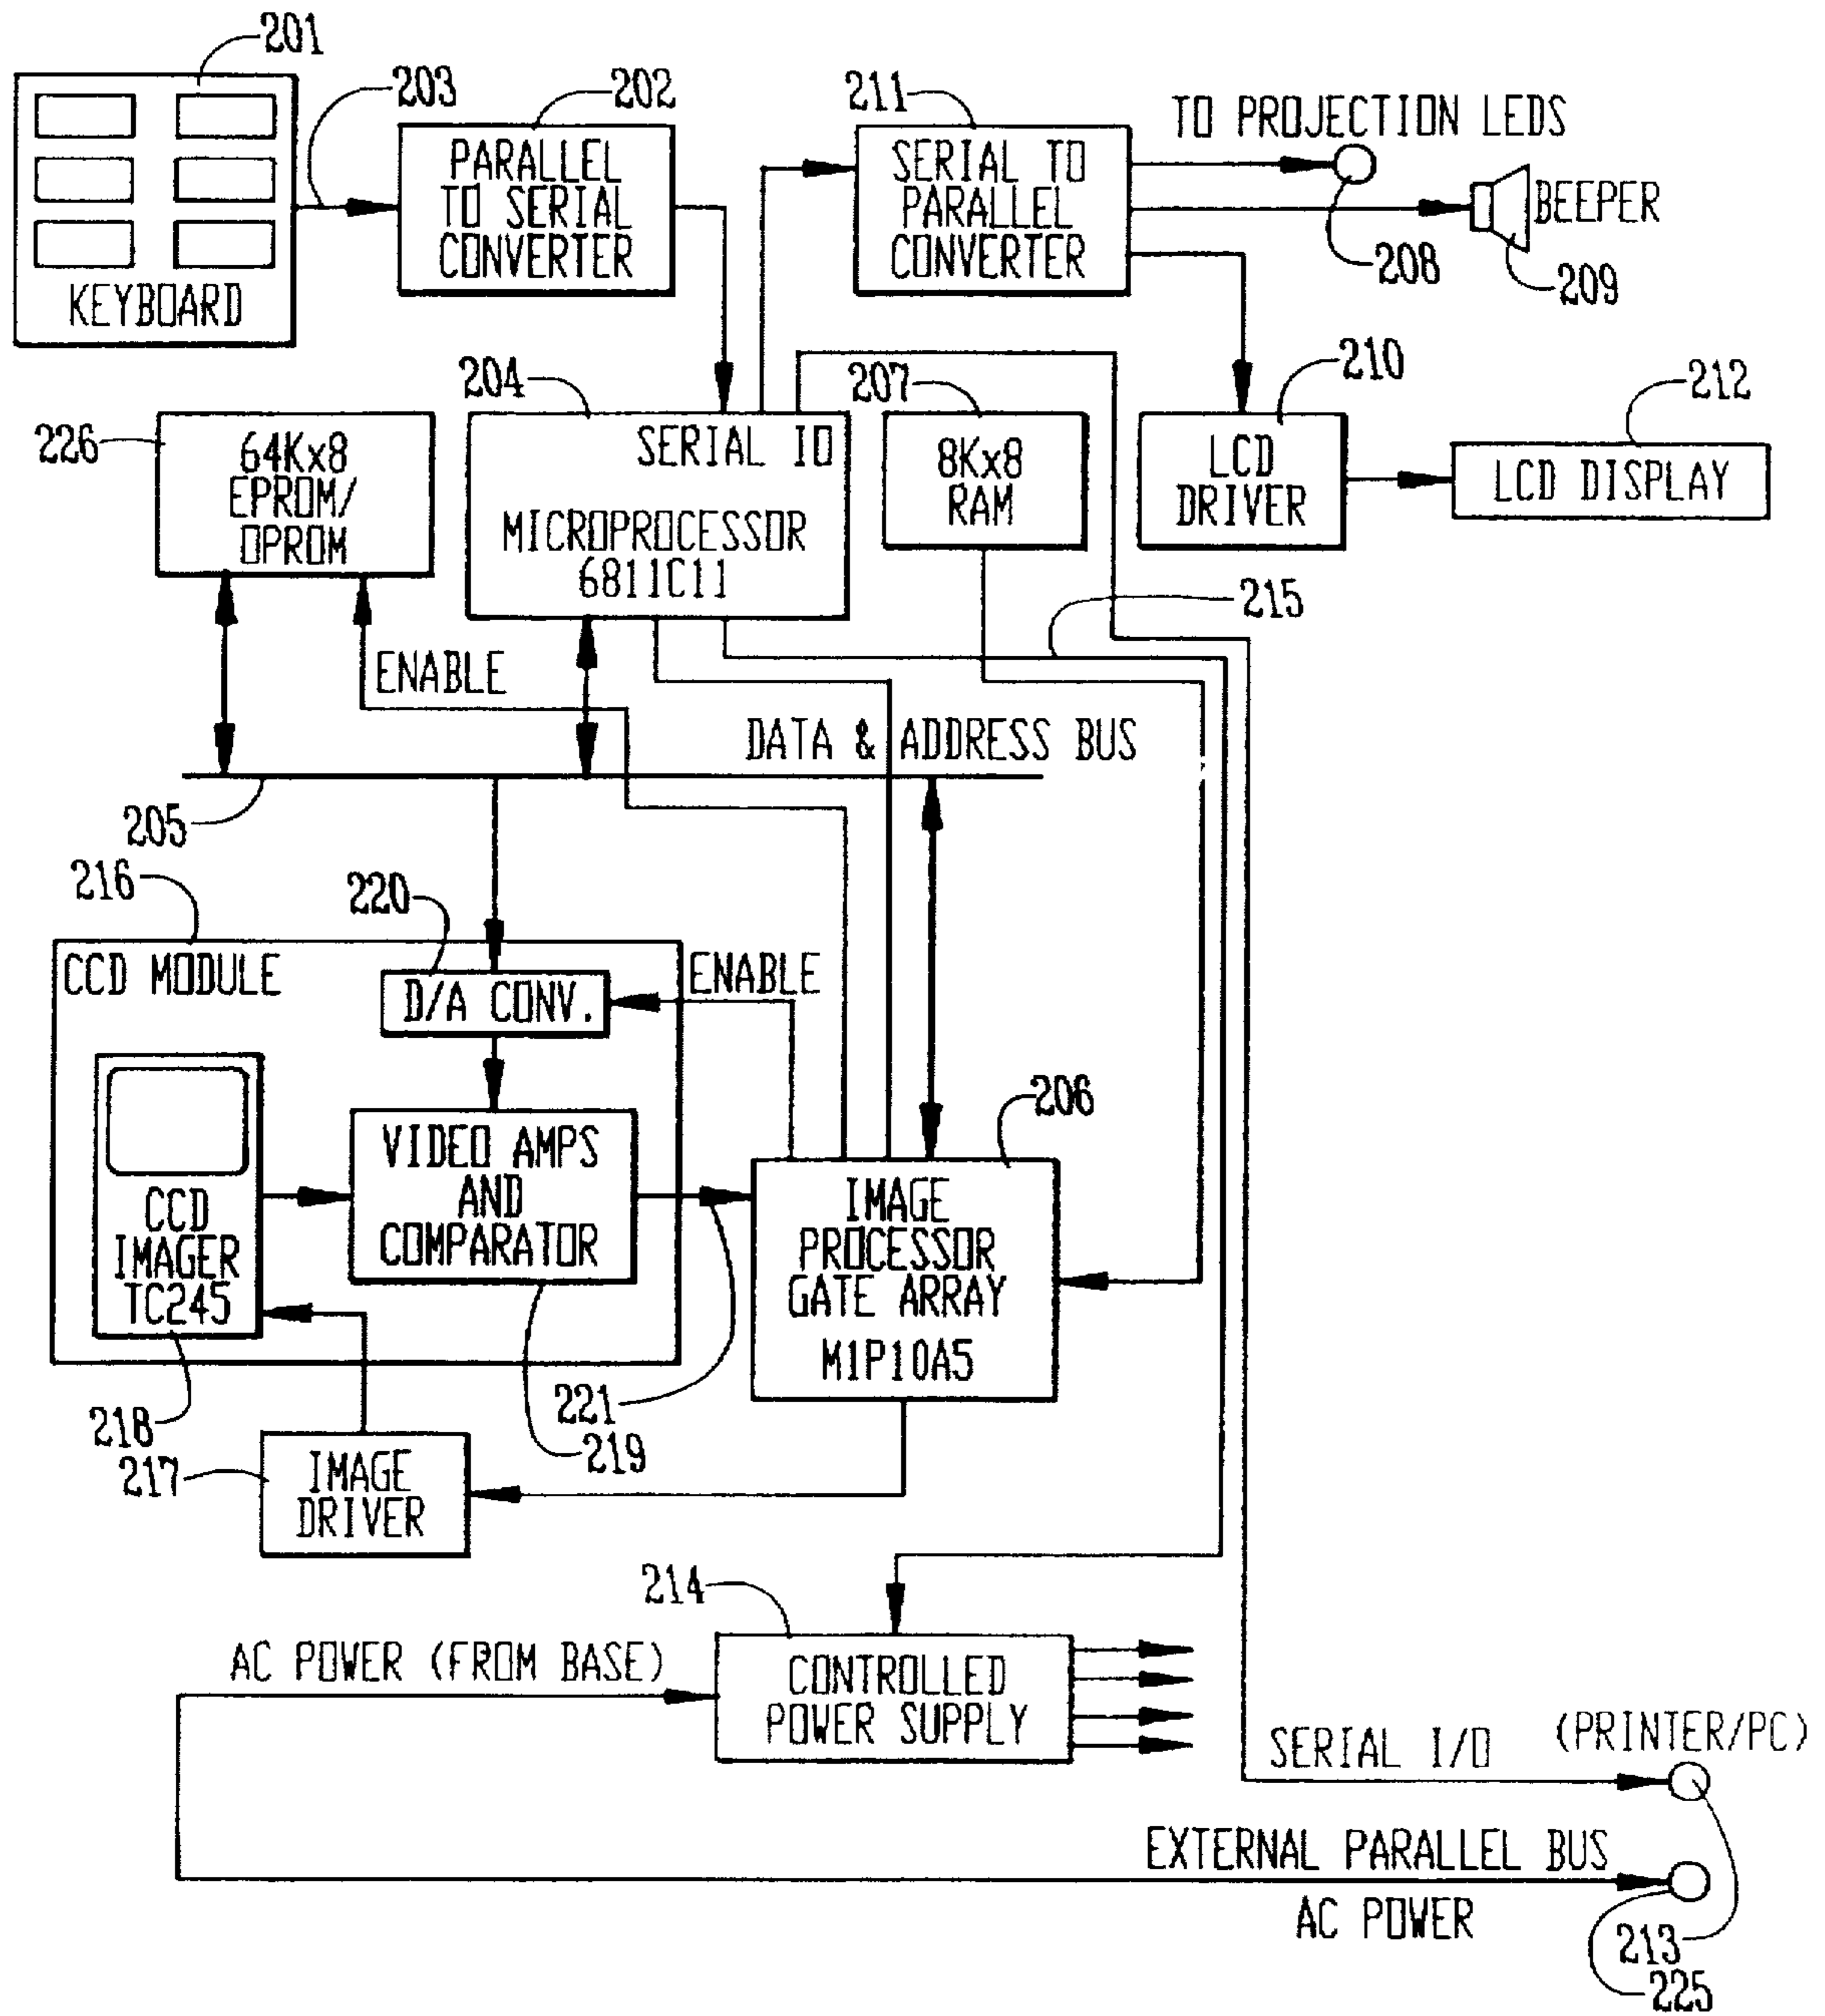 201
203
202
211
TO PROJECTION LEDS
PARALLEL
TO SERIAL
CONVERTER
SERIAL TO
PARALLEL
CONVERTER
BEEPER
208
209
KEYBOARD
204
207
210
212
226
64Kx8
EPROM/
OPROM
SERIAL IO
MICROPROCESSOR
6811C11
8Kx8
RAM
LCD
DRIVER
LCD DISPLAY
215
ENABLE
DATA & ADDRESS BUS
205
216
220
CCD MODULE
ENABLE
D/A CONV.
206
VIDEO AMPS
AND
COMPARATOR
CCD
IMAGER
TC245
IMAGE
PROCESSOR
GATE ARRAY
M1P10A5
218
221
219
217
IMAGE
DRIVER
214
AC POWER (FROM BASE)
CONTROLLED
POWER SUPPLY
SERIAL I/O
(PRINTER/PC)
EXTERNAL PARALLEL BUS
AC POWER
213
225